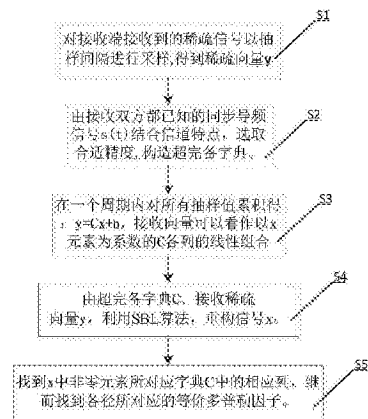 S1
对接收端接收到的稀疏信号以抽
样间隔进行采样,得到稀疏向量y
S2
由接收双方都已知的同步导频
信号s(t)结合信道特点，选取
合适精度，构造超完备字典。
S3
在一个周期内对所有抽样值累积得
：y=Cx+n，接收向量可以看作以x
元素为系数的C各列的线性组合
S4
由超完备字典C、接收稀疏
向量y，利用SBL算法，重构信号x。
S5
找到x中非零元素所对应字典C中的相应列，继
而找到各径所对应的等价多普勒因子。